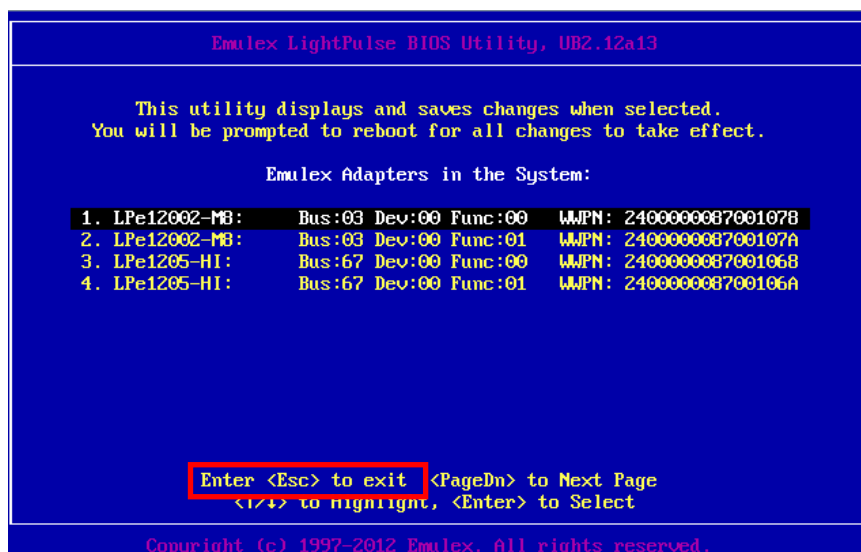 Emulex LightPulse BIOS Utility, UB2.12a13
This utility displays and saves changes when selected.
You will be prompted to reboot for all changes to take effect.
Emulex Adapters in the System:
1. LPe12002-M8: Bus:03 Dev:00 Func:00 WWPN: 2400000087001078
2. LPe12002-M8: Bus:03 Dev:00 Func:01 WWPN: 240000008700107A
3. LPe1205-HI: Bus:67 Dev:00 Func:00 WWPN: 2400000087001068
4. LPe1205-HI: Bus:67 Dev:00 Func:01 WWPN: 240000008700106A
Enter <Esc> to exit <PageDn> to Next Page
<↑/↓> to Highlight, <Enter> to Select
Copyright (c) 1997-2012 Emulex. All rights reserved.